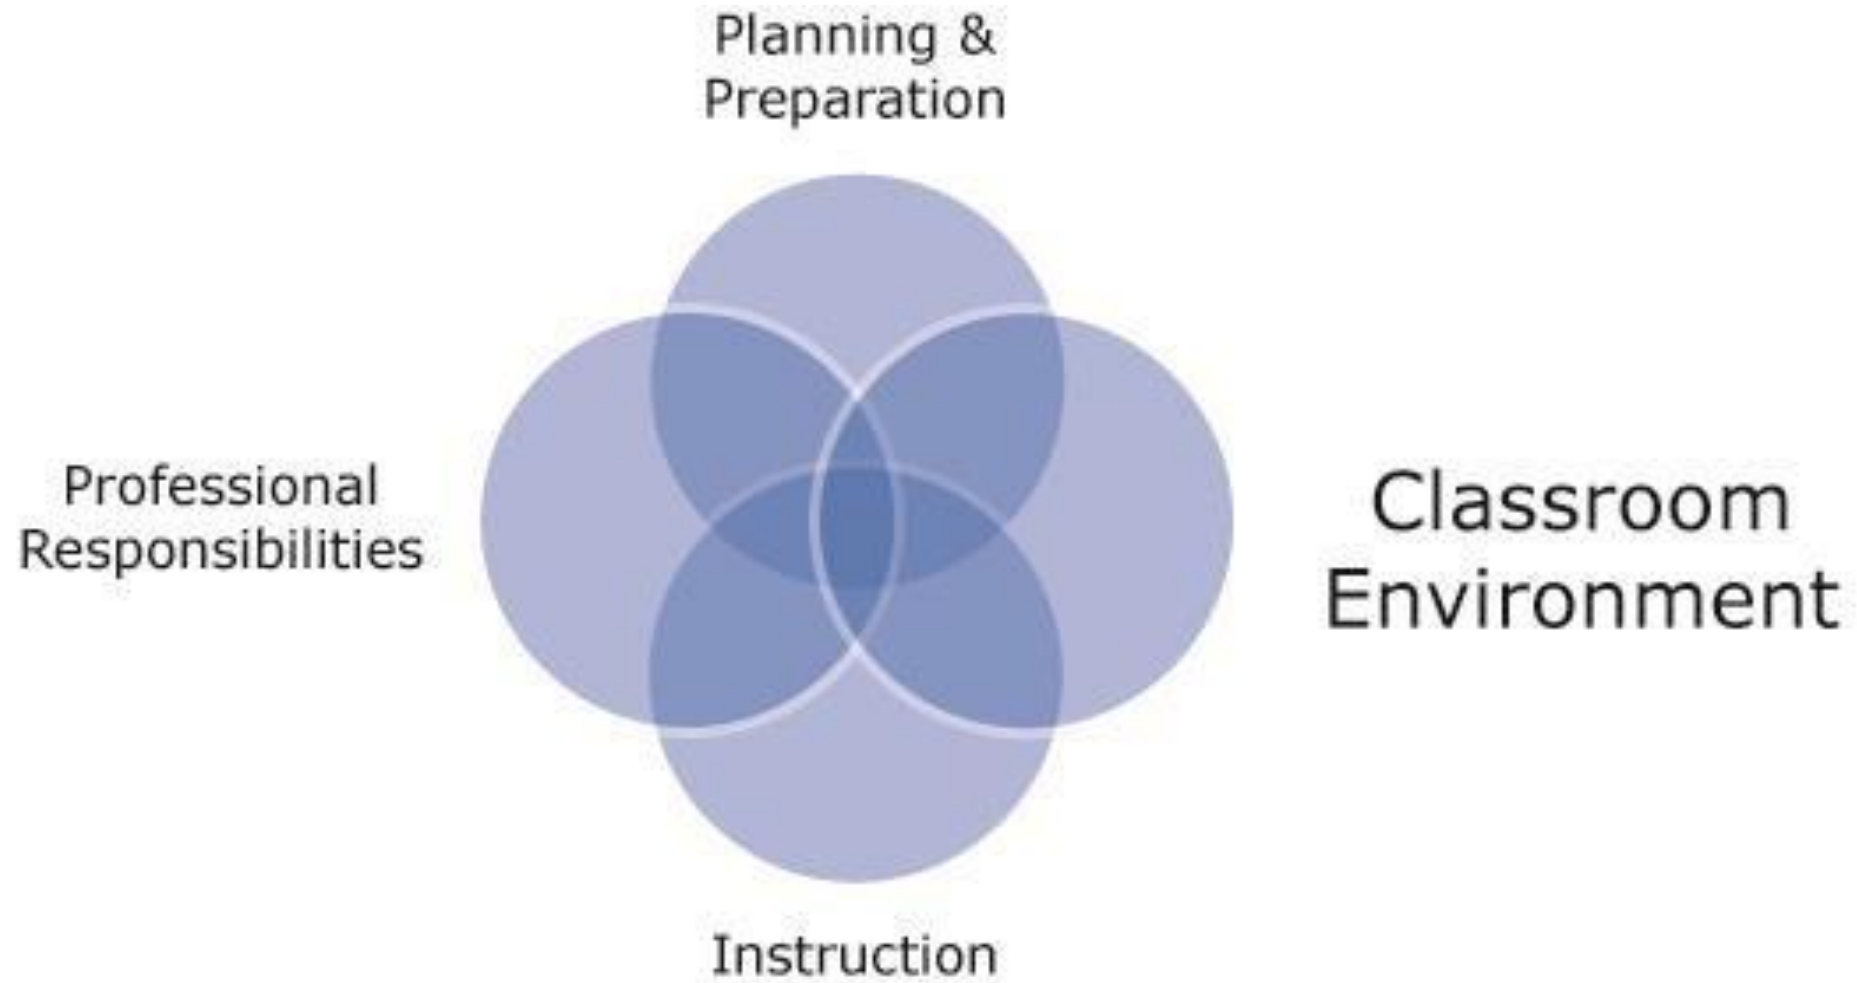 Planning &
Preparation
Professional
Responsibilities
Classroom
Environment
Instruction